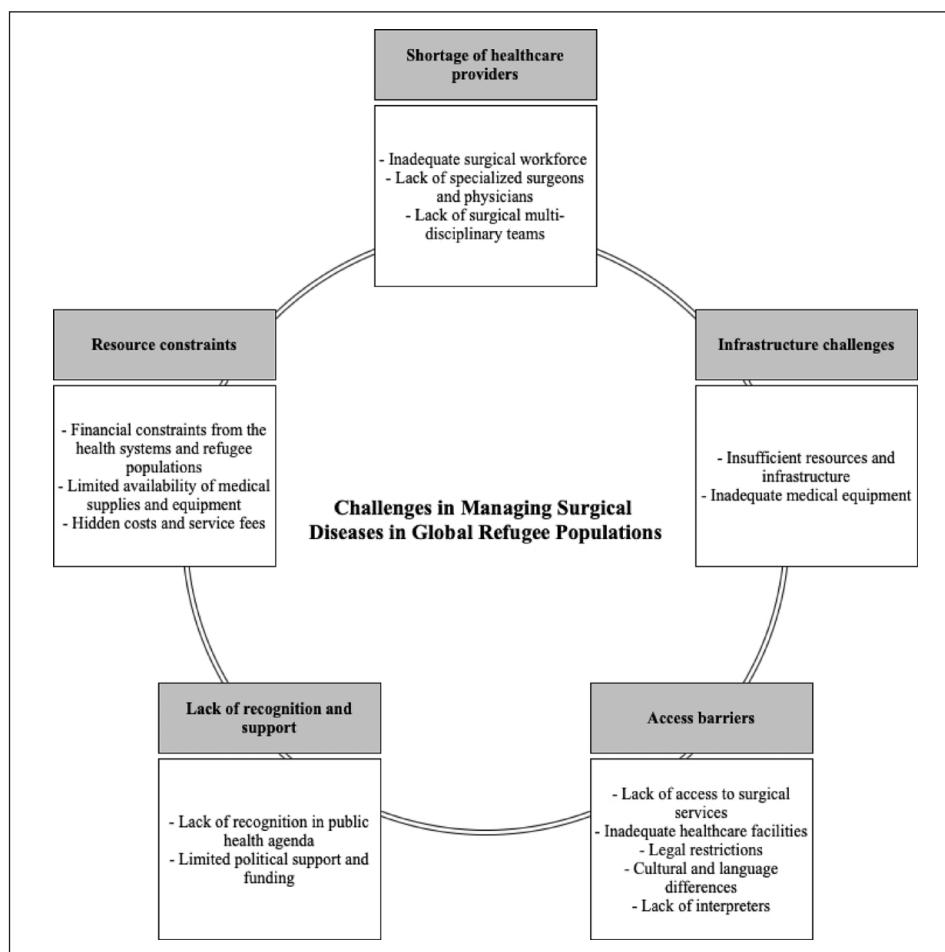 Shortage of healthcare
providers
- Inadequate surgical workforce
- Lack of specialized surgeons
and physicians
- Lack of surgical multi-
disciplinary teams
Resource constraints
- Financial constraints from the
health systems and refugee
populations
- Limited availability of medical
supplies and equipment
- Hidden costs and service fees
Infrastructure challenges
- Insufficient resources and
infrastructure
- Inadequate medical equipment
Challenges in Managing Surgical
Diseases in Global Refugee Populations
Lack of recognition and
support
- Lack of recognition in public
health agenda
- Limited political support and
funding
Access barriers
- Lack of access to surgical
services
- Inadequate healthcare facilities
- Legal restrictions
- Cultural and language
differences
- Lack of interpreters